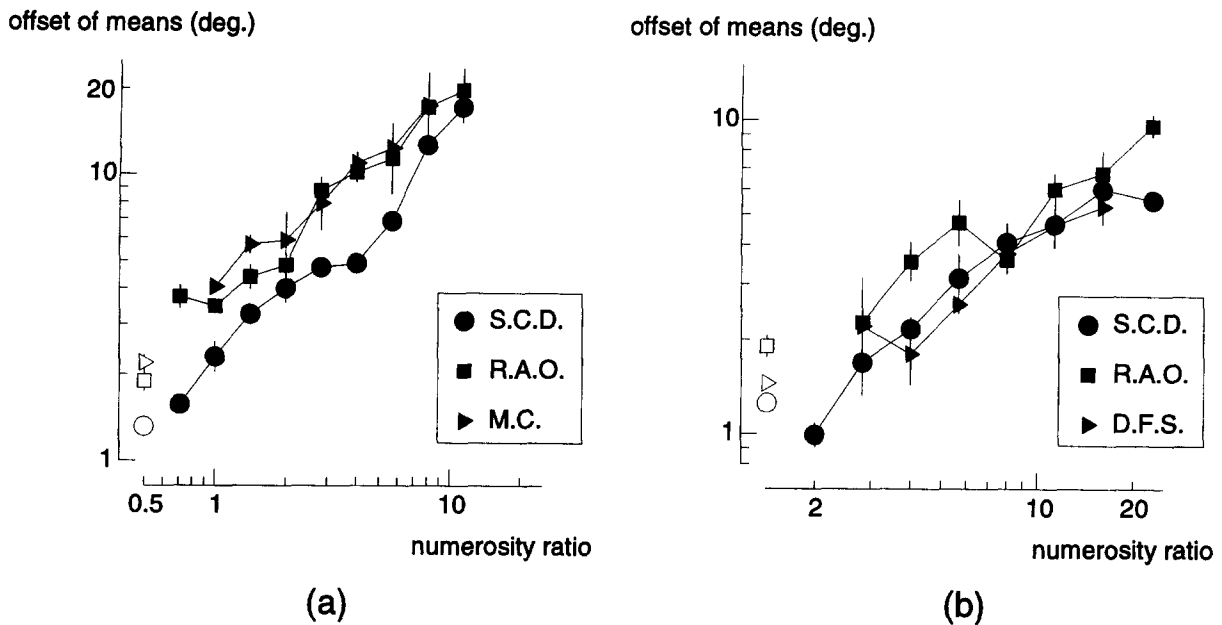 offset of means (deg.)
20
10
1
0.5 1 10
numerosity ratio
S.C.D.
R.A.O.
M.C.
(a)
offset of means (deg.)
10
1
2 10 20
numerosity ratio
S.C.D.
R.A.O.
D.F.S.
(b)